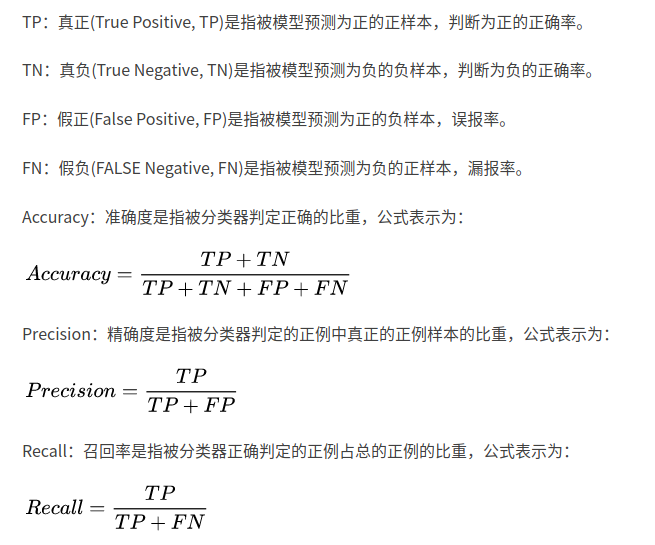 TP：真正(True Positive, TP)是指被模型预测为正的正样本，判断为正的正确率。
TN：真负(True Negative, TN)是指被模型预测为负的负样本，判断为负的正确率。
FP：假正(False Positive, FP)是指被模型预测为正的负样本，误报率。
FN：假负(FALSE Negative, FN)是指被模型预测为负的正样本，漏报率。
Accuracy：准确度是指被分类器判定正确的比重，公式表示为：
TP + TN
Accuracy =
TP + TN + FP + FN
Precision：精确度是指被分类器判定的正例中真正的正例样本的比重，公式表示为：
TP
Precision =
TP + FP
Recall：召回率是指被分类器正确判定的正例占总的正例的比重，公式表示为：
TP
Recall =
TP + FN